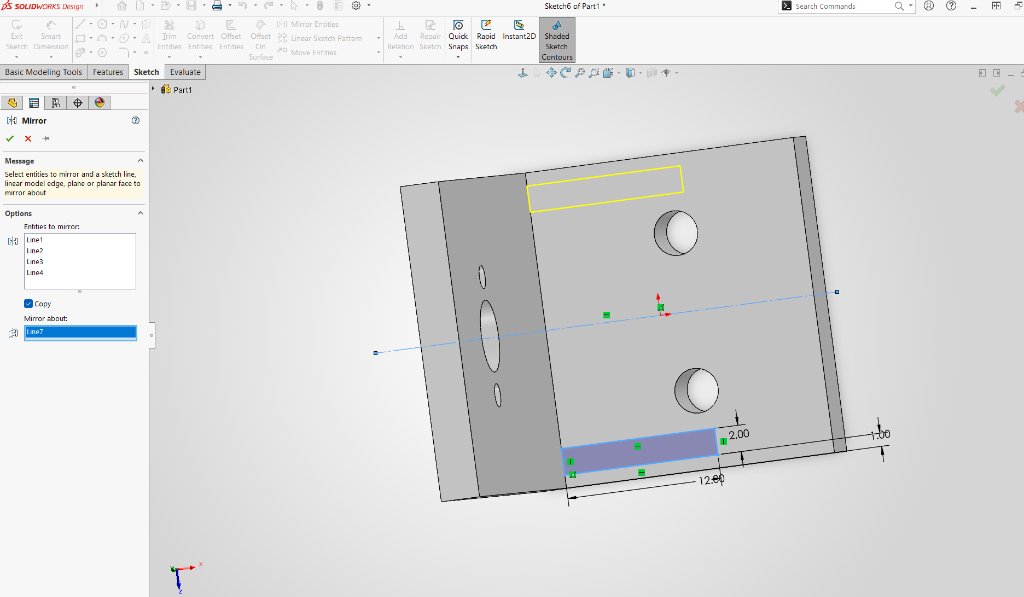 SOLIDWORKS Design
Sketch6 of Part1 *
Search Commands
Exit Sketch
Smart Dimension
Trim Entities
Convert Entities
Offset Entities
Offset On Surface
Mirror Entities
Linear Sketch Pattern
Move Entities
Add Relation
Repair Sketch
Quick Snaps
Rapid Sketch
Instant2D
Shaded Sketch Contours
Basic Modeling Tools
Features
Sketch
Evaluate
Part1
Mirror
Message
Select entities to mirror and a sketch line,
linear model edge, plane or planar face to
mirror about
Options
Entities to mirror:
Line1
Line2
Line3
Line4
Copy
Mirror about:
Line7
2.00
1.00
12.00
x
z